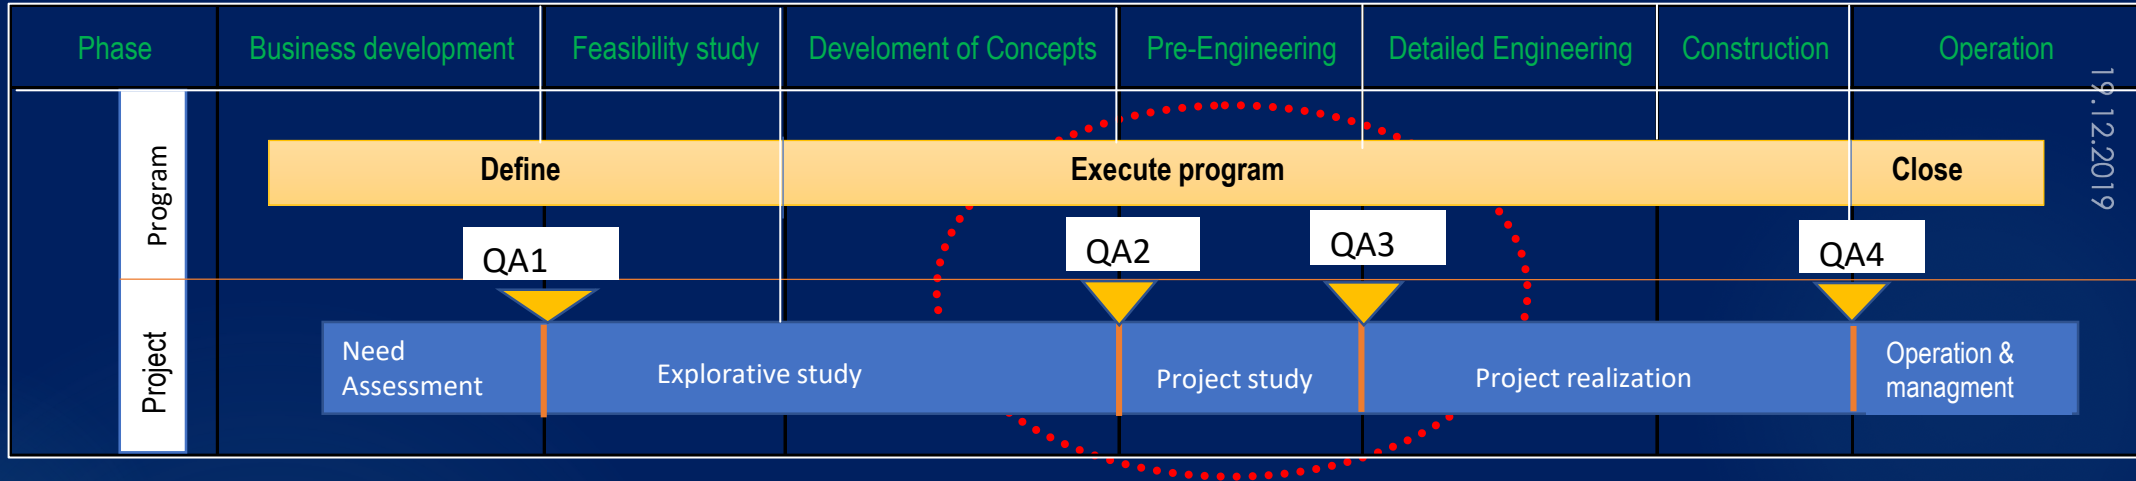 Phase
Business development
Feasibility study
Develoment of Concepts
Pre-Engineering
Detailed Engineering
Construction
Operation
19.12.2019
Program
Define
Execute program
Close
QA1
QA2
QA3
QA4
Project
Need
Assessment
Explorative study
Project study
Project realization
Operation &
managment